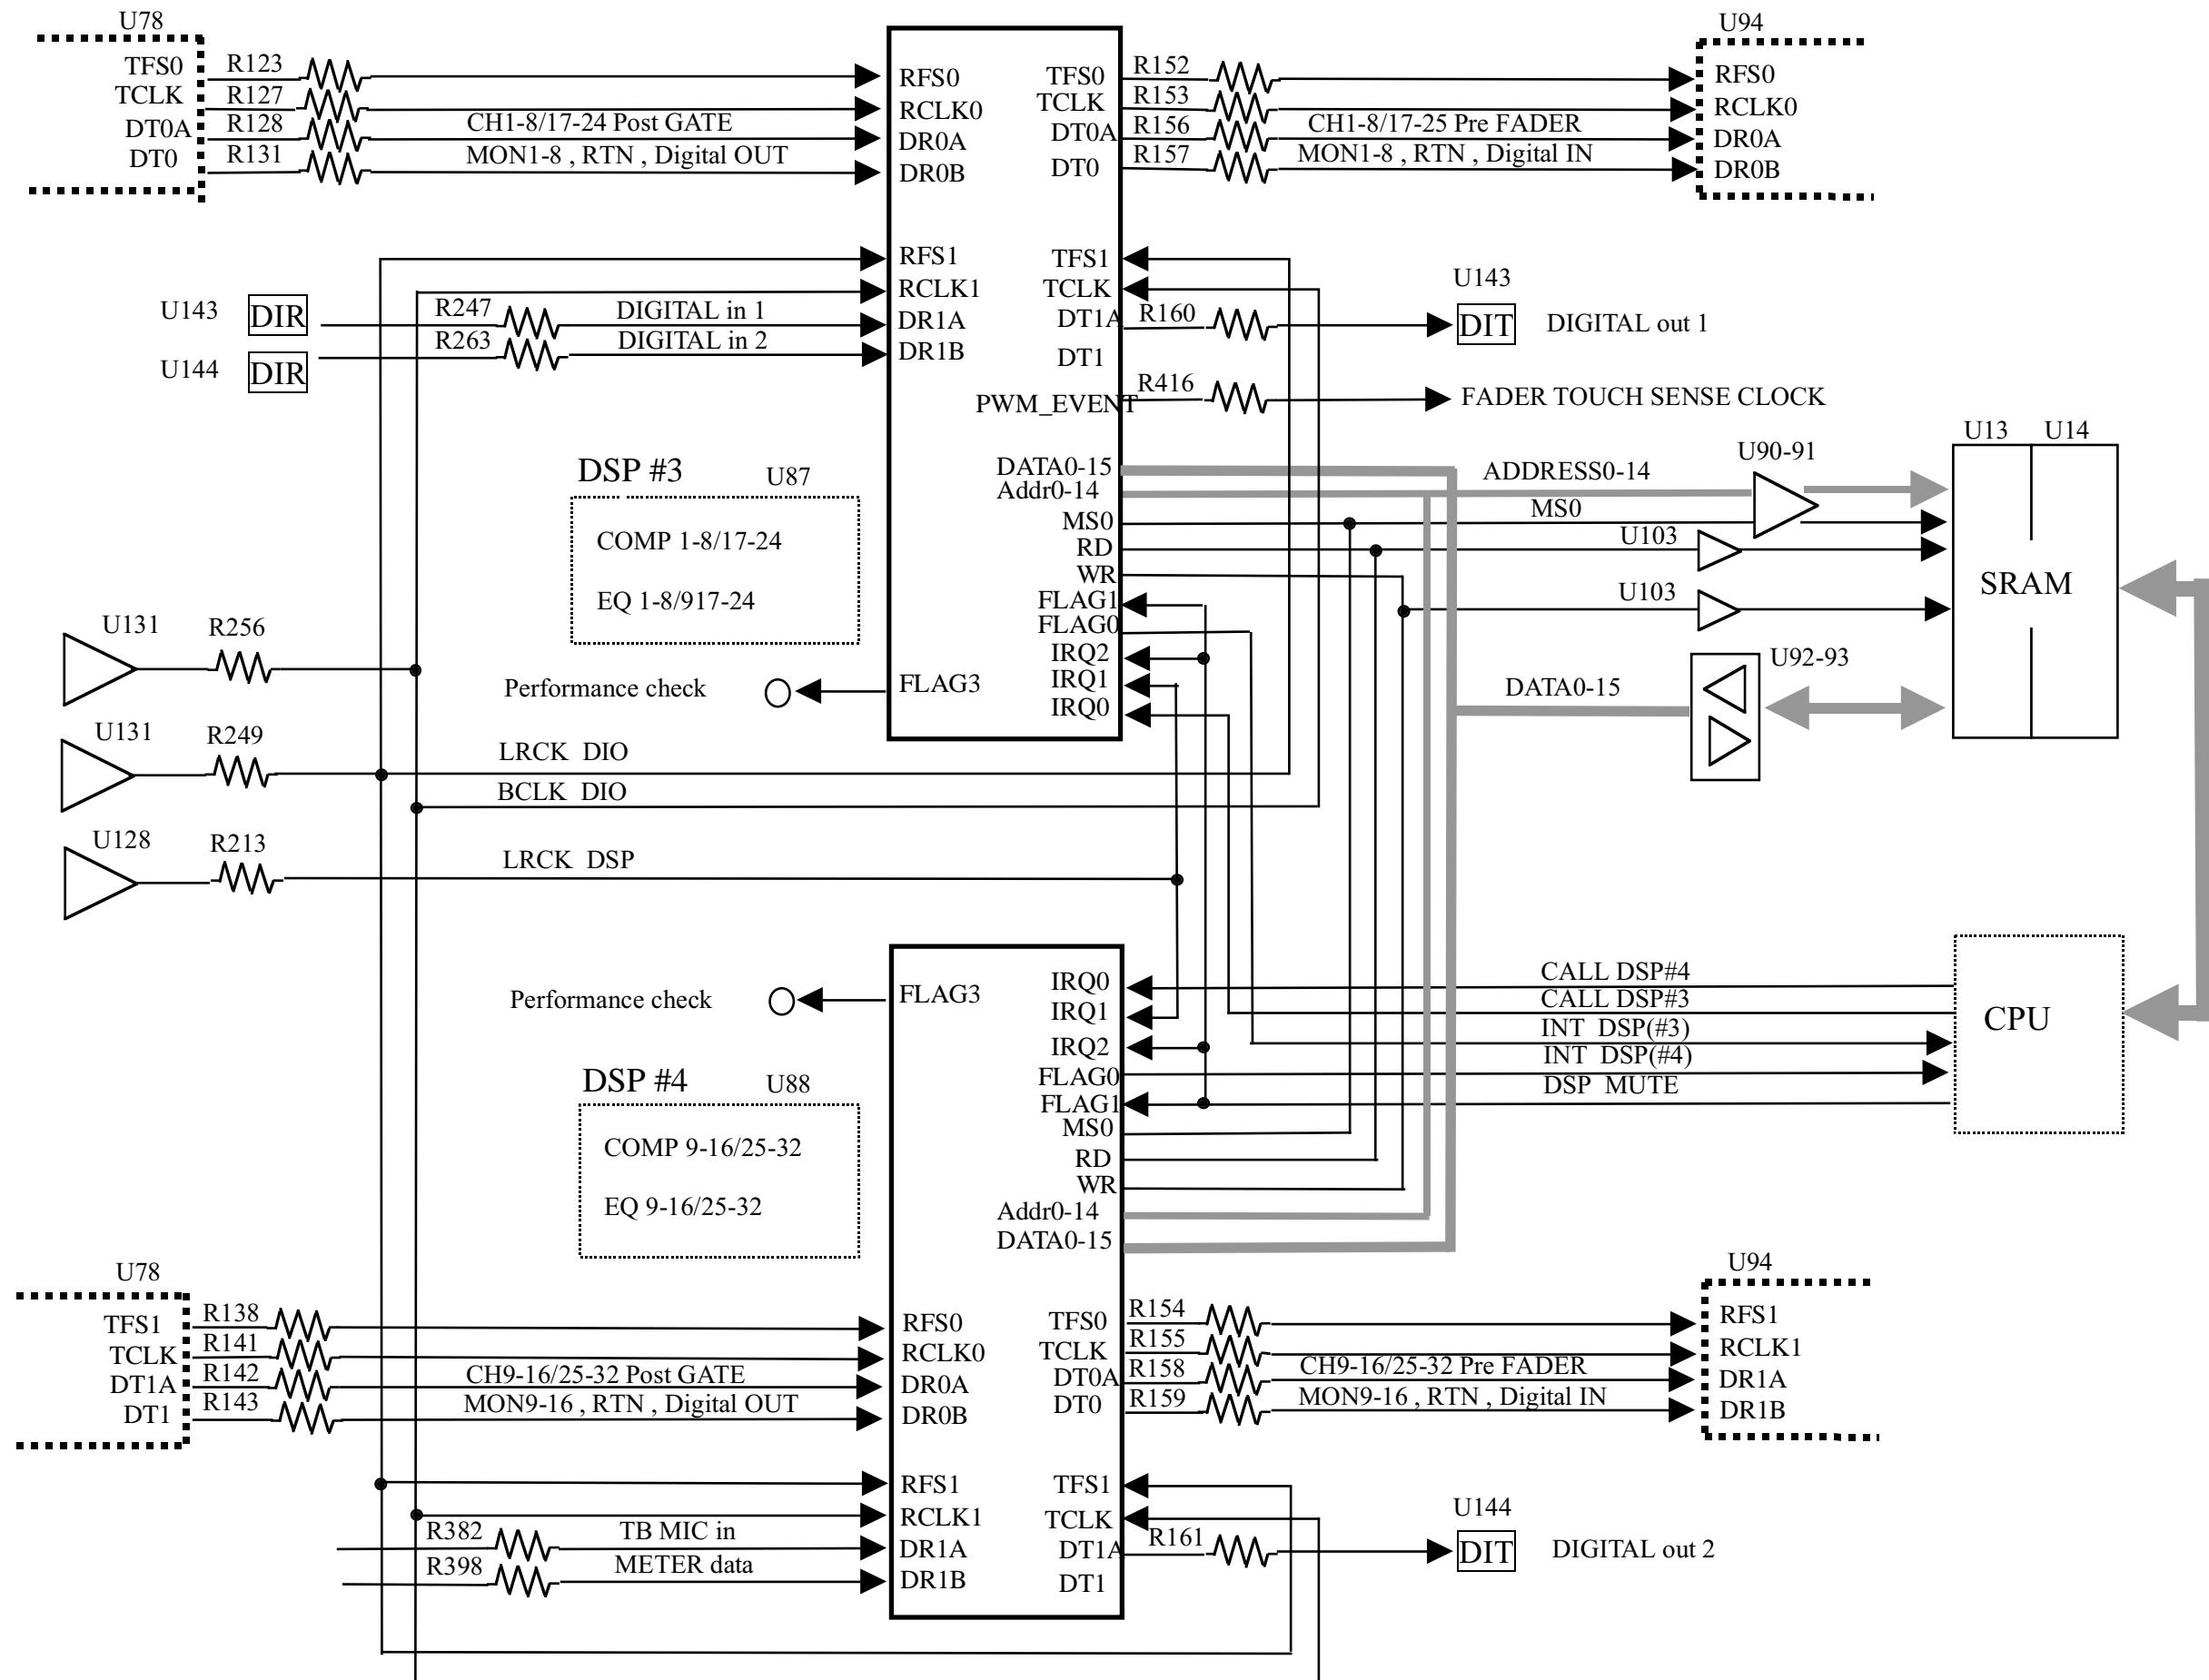 U78
TFS0 R123
TCLK R127
DT0A R128 CH1-8/17-24 Post GATE
DT0 R131 MON1-8 , RTN , Digital OUT
RFS0
RCLK0
DR0A
DR0B
TFS0 R152
TCLK R153
DT0A R156 CH1-8/17-25 Pre FADER
DT0 R157 MON1-8 , RTN , Digital IN
U94
RFS0
RCLK0
DR0A
DR0B
RFS1
RCLK1
DR1A
DR1B
U143 DIR R247 DIGITAL in 1
U144 DIR R263 DIGITAL in 2
TFS1
TCLK
DT1A R160
DT1
U143
DIT DIGITAL out 1
PWM_EVENT R416 FADER TOUCH SENSE CLOCK
DSP #3 U87
COMP 1-8/17-24
EQ 1-8/917-24
DATA0-15
Addr0-14 ADDRESS0-14 U90-91
MS0 MS0
RD U103
WR U103
FLAG1
FLAG0
IRQ2
IRQ1
IRQ0
U13 U14
SRAM
U92-93
DATA0-15
Performance check FLAG3
U131 R256
U131 R249 LRCK DIO
BCLK DIO
U128 R213 LRCK DSP
Performance check FLAG3
IRQ0 CALL DSP#4
IRQ1 CALL DSP#3
IRQ2 INT DSP(#3)
FLAG0 INT DSP(#4)
FLAG1 DSP MUTE
CPU
MS0
RD
WR
Addr0-14
DATA0-15
DSP #4 U88
COMP 9-16/25-32
EQ 9-16/25-32
U78
TFS1 R138
TCLK R141
DT1A R142 CH9-16/25-32 Post GATE
DT1 R143 MON9-16 , RTN , Digital OUT
RFS0
RCLK0
DR0A
DR0B
TFS0 R154
TCLK R155
DT0A R158 CH9-16/25-32 Pre FADER
DT0 R159 MON9-16 , RTN , Digital IN
U94
RFS1
RCLK1
DR1A
DR1B
RFS1
RCLK1
R382 TB MIC in DR1A
R398 METER data DR1B
TFS1
TCLK
DT1A R161
DT1
U144
DIT DIGITAL out 2